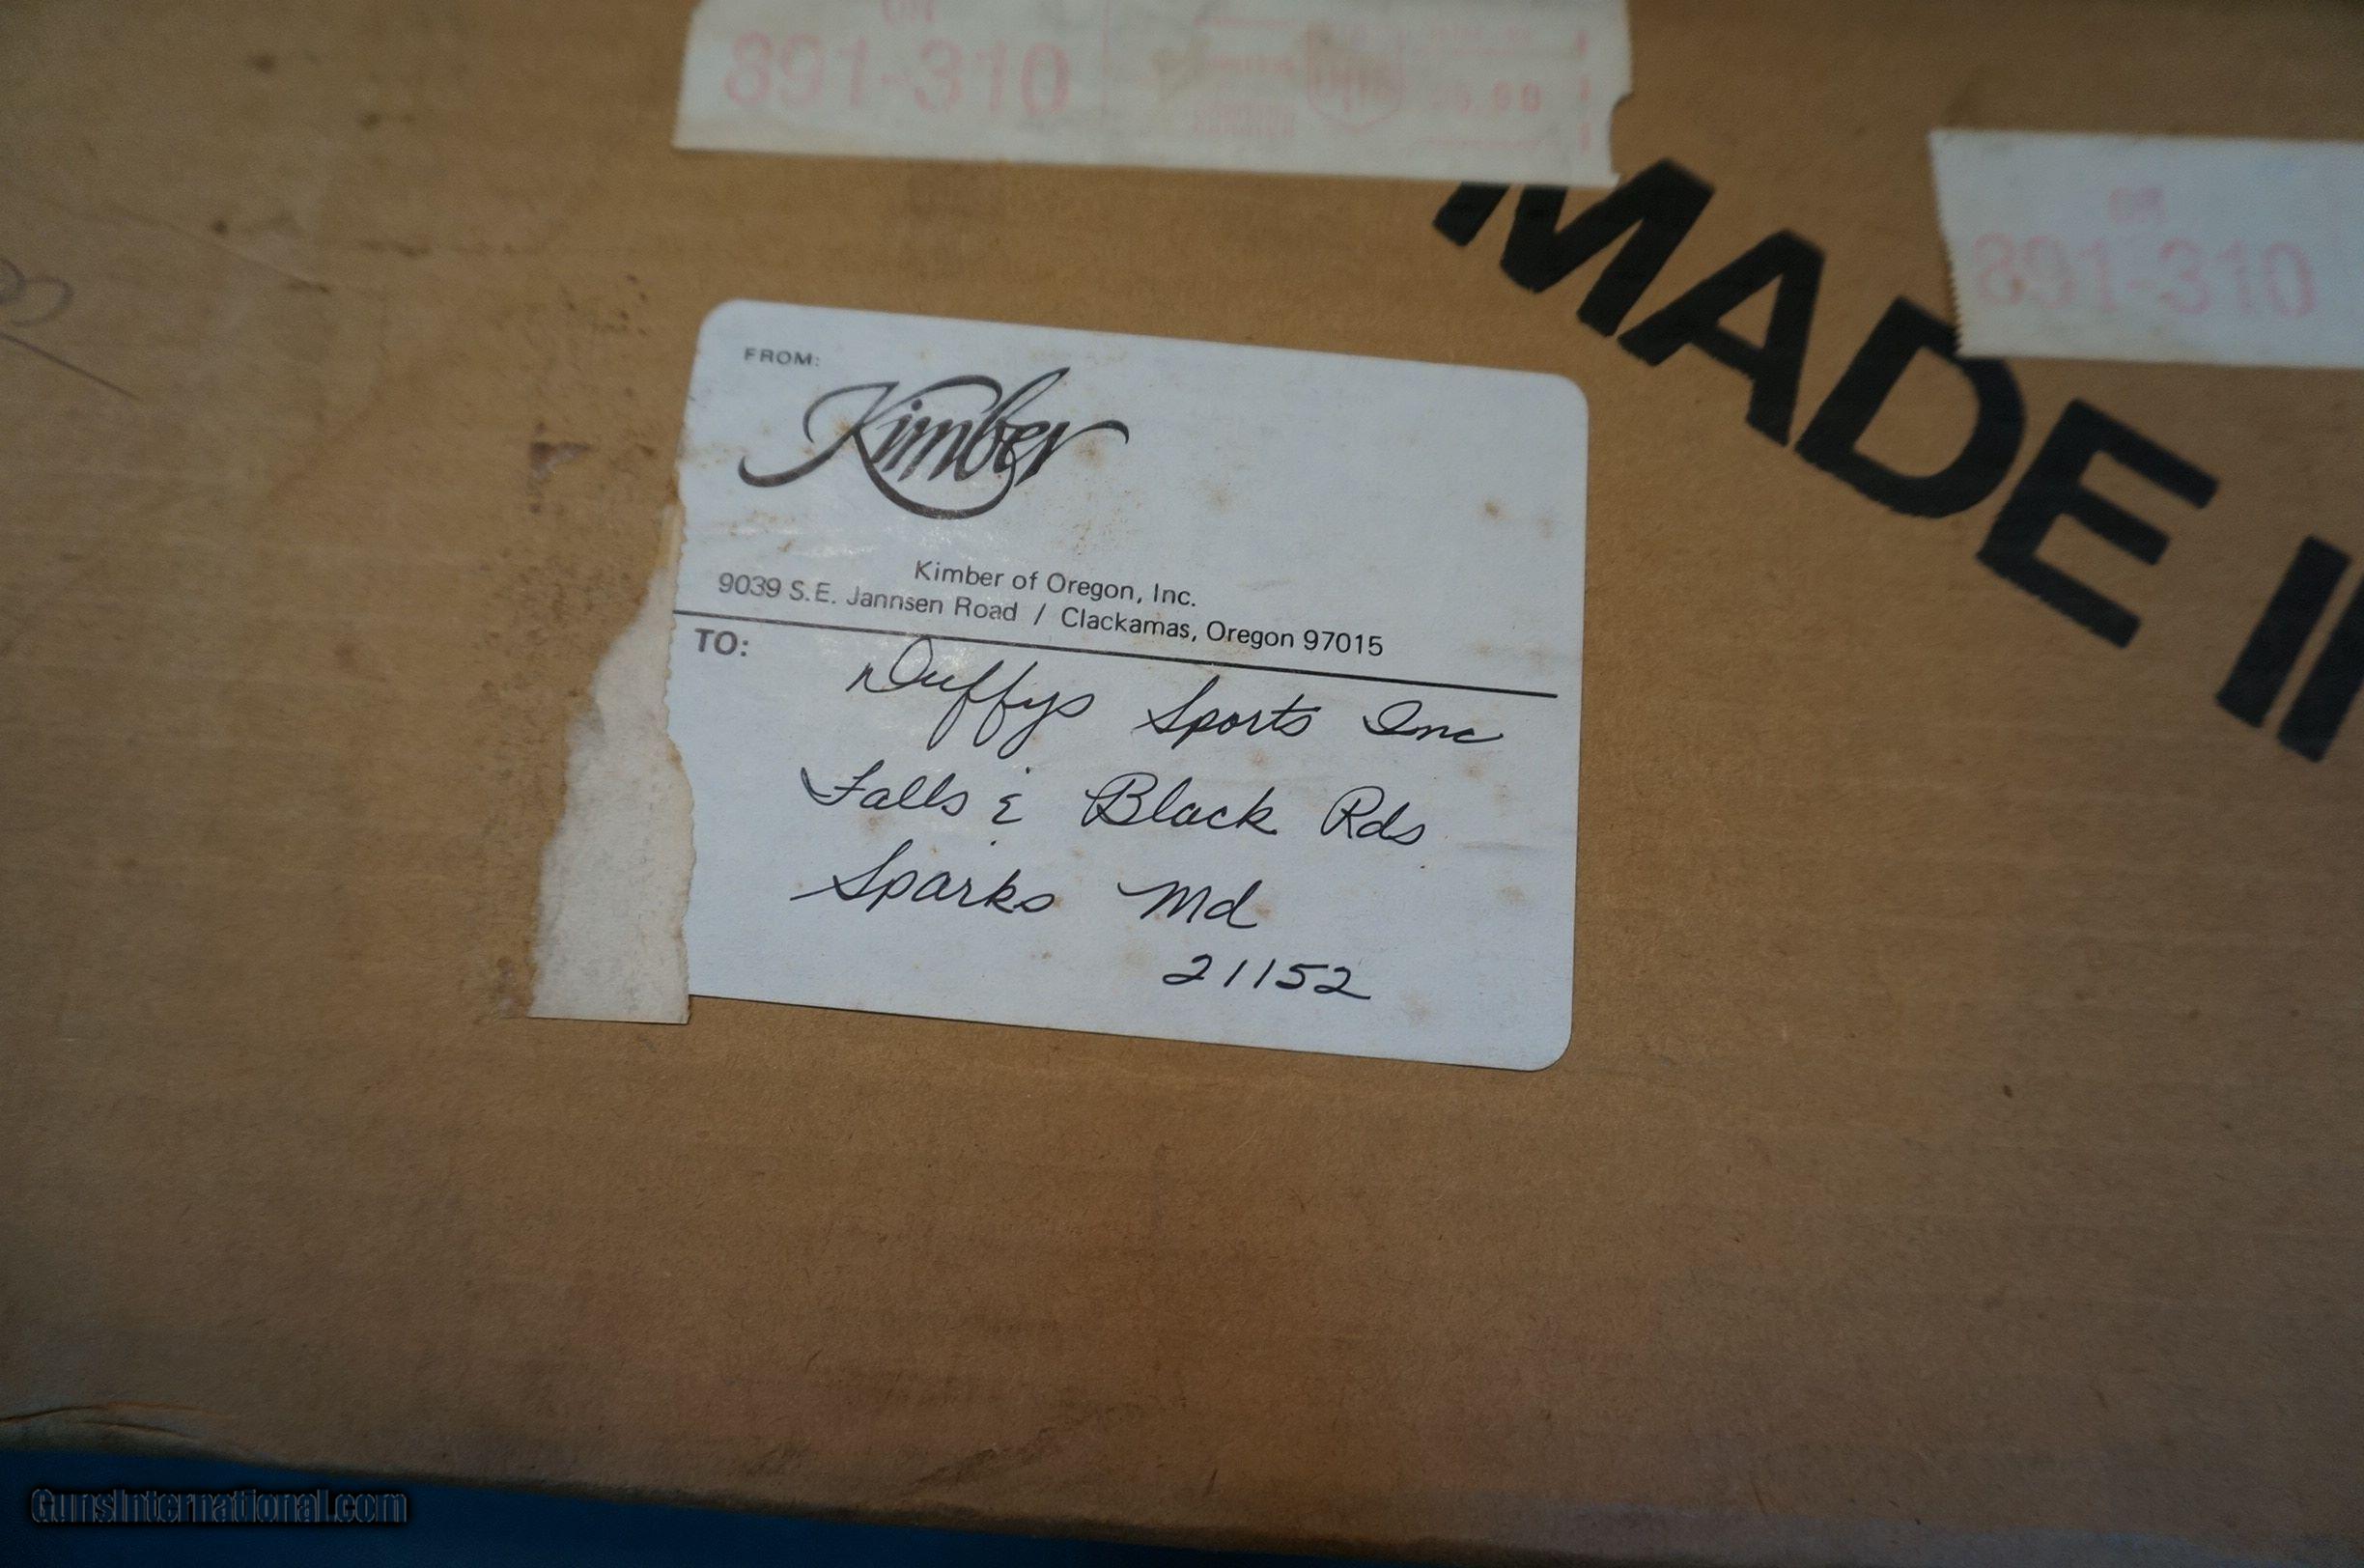 891-310
MADE
891-310
FROM:
Kimber
Kimber of Oregon, Inc.
9039 S.E. Jannsen Road / Clackamas, Oregon 97015
TO:
Duffys Sports Inc
Falls & Black Rds
Sparks Md
21152
GunsInternational.com